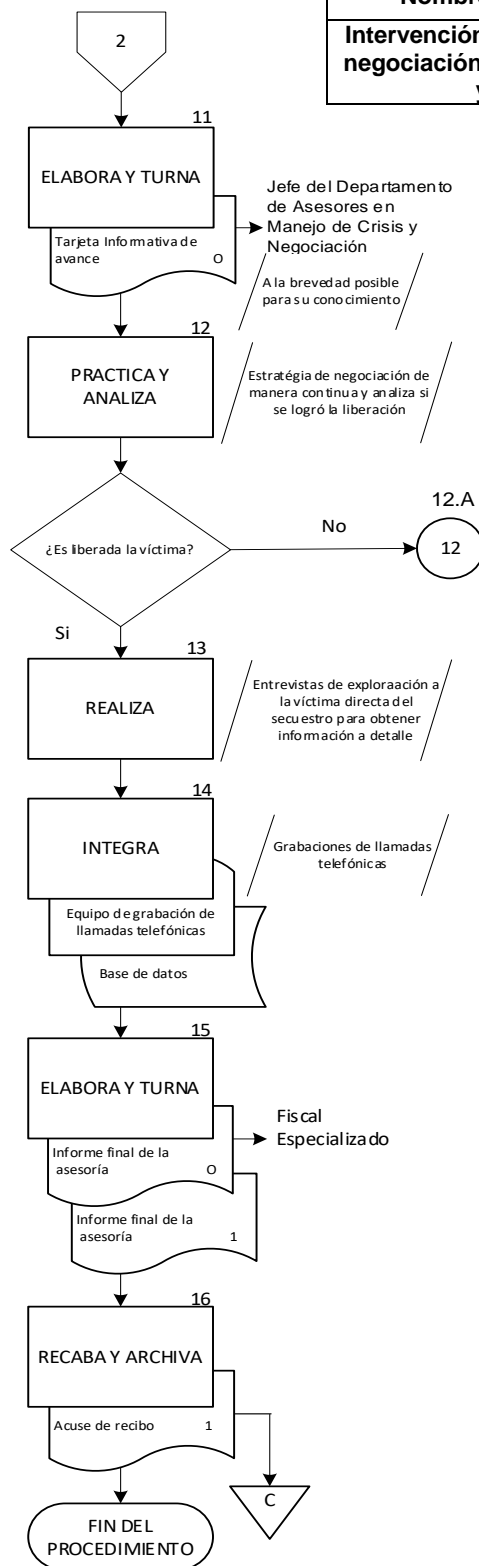 Nombre
Intervención
negociación
y
2
11
ELABORA Y TURNA
Tarjeta Informativa de
avance
O
Jefe del Departamento
de Asesores en
Manejo de Crisis y
Negociación
A la brevedad posible
para su conocimiento
12
PRACTICA Y
ANALIZA
Estratégia de negociación de
manera continua y analiza si
se logró la liberación
¿Es liberada la víctima?
No
12.A
12
Si
13
REALIZA
Entrevistas de exploraación a
la víctima directa del
secuestro para obtener
información a detalle
14
INTEGRA
Grabaciones de llamadas
telefónicas
Equipo de grabación de
llamadas telefónicas
Base de datos
15
ELABORA Y TURNA
Informe final de la
asesoría
O
Fiscal
Especializado
Informe final de la
asesoría
1
16
RECABA Y ARCHIVA
Acuse de recibo
1
C
FIN DEL
PROCEDIMIENTO